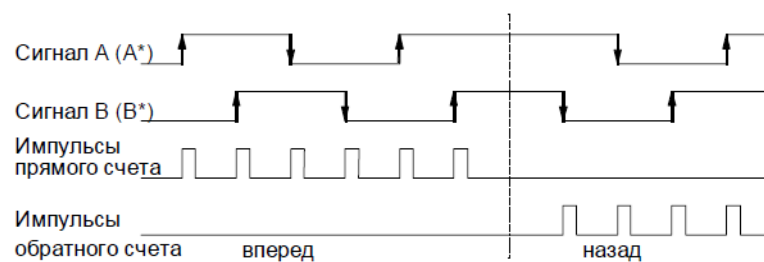 Сигнал А (А*)
Сигнал В (В*)
Импульсы
прямого счета
Импульсы
обратного счета
вперед
назад